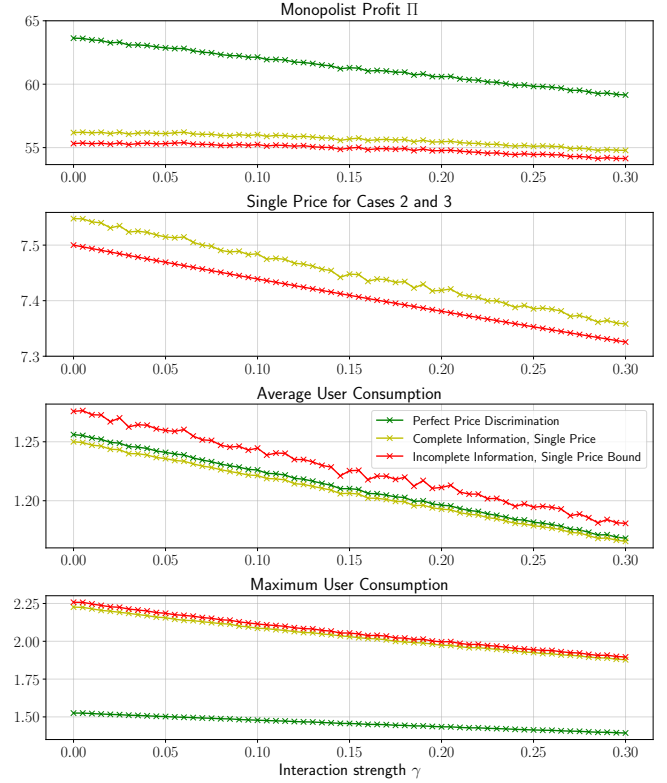 Monopolist Profit Π
65
60
55
0.00 0.05 0.10 0.15 0.20 0.25 0.30
Single Price for Cases 2 and 3
7.5
7.4
7.3
0.00 0.05 0.10 0.15 0.20 0.25 0.30
Average User Consumption
Perfect Price Discrimination
Complete Information, Single Price
Incomplete Information, Single Price Bound
1.25
1.20
0.00 0.05 0.10 0.15 0.20 0.25 0.30
Maximum User Consumption
2.25
2.00
1.75
1.50
0.00 0.05 0.10 0.15 0.20 0.25 0.30
Interaction strength γ